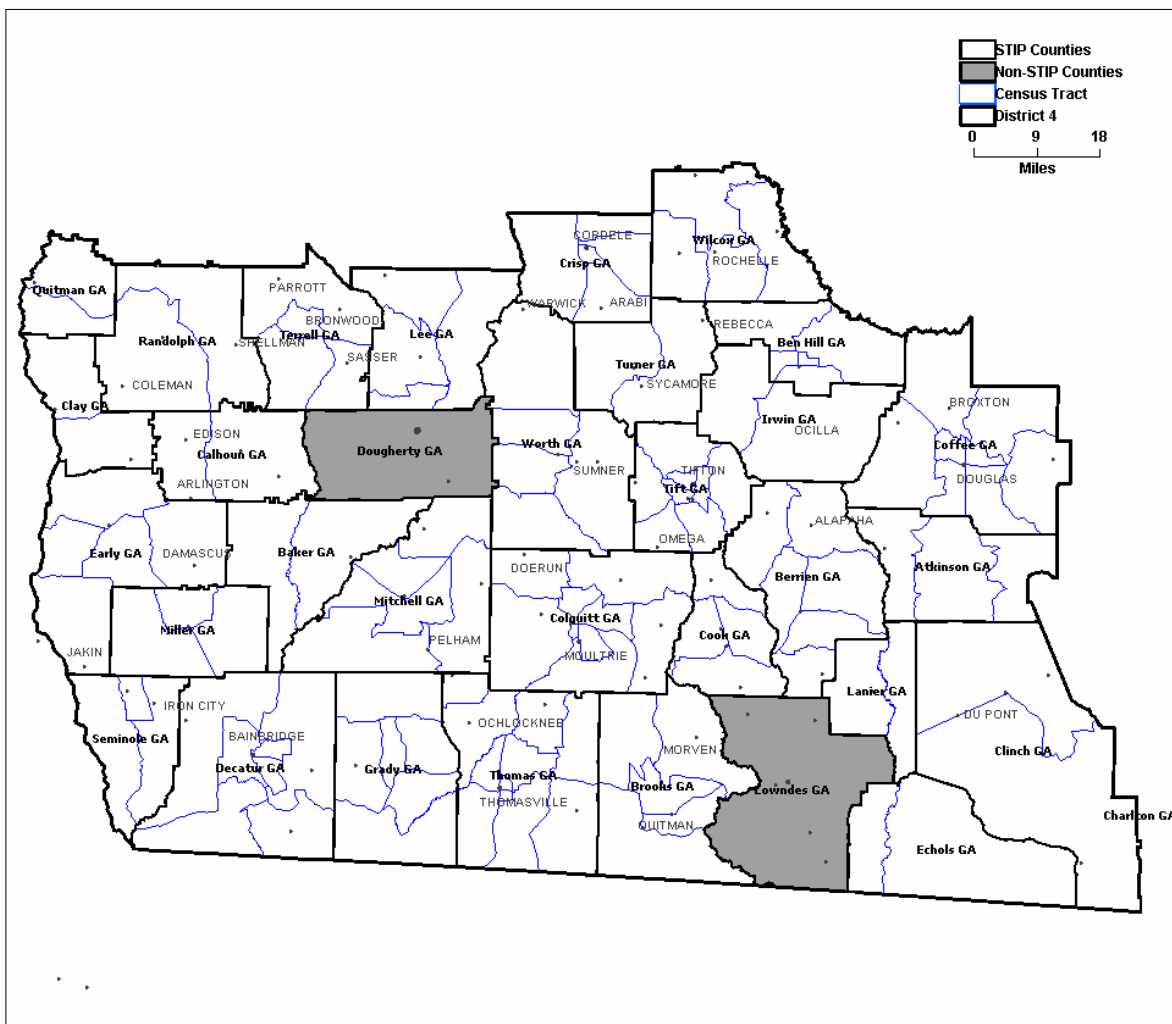 STIP Counties
Non-STIP Counties
Census Tract
District 4
0 9 18
Miles
CORDELE
Wilcox GA
Crisp GA
ROCHELLE
Quitman GA
PARROTT
WARWICK
ARABI
BRONWOOD
REBECCA
Randolph GA
SHELLMAN
Terrell GA
Lee GA
Ben Hill GA
SASSER
Turner GA
COLEMAN
SYCAMORE
Clay GA
BROXTON
Irwin GA
OCILLA
EDISON
Calhoun GA
Dougherty GA
Worth GA
Coffee GA
SUMNER
TIFTON
ARLINGTON
Tift GA
DOUGLAS
ALAPAHA
OMEGA
Early GA
DAMASCUS
Baker GA
DOERUN
Atkinson GA
Berrien GA
Mitchell GA
Miller GA
Colquitt GA
Cook GA
PELHAM
JAKIN
MOULTRIE
Lanier GA
IRON CITY
DU PONT
OCHLOCKNEE
Seminole GA
BAINBRIDGE
MORVEN
Clinch GA
Decatur GA
Grady GA
Thomas GA
Brooks GA
Lowndes GA
THOMASVILLE
Charlton GA
QUITMAN
Echols GA